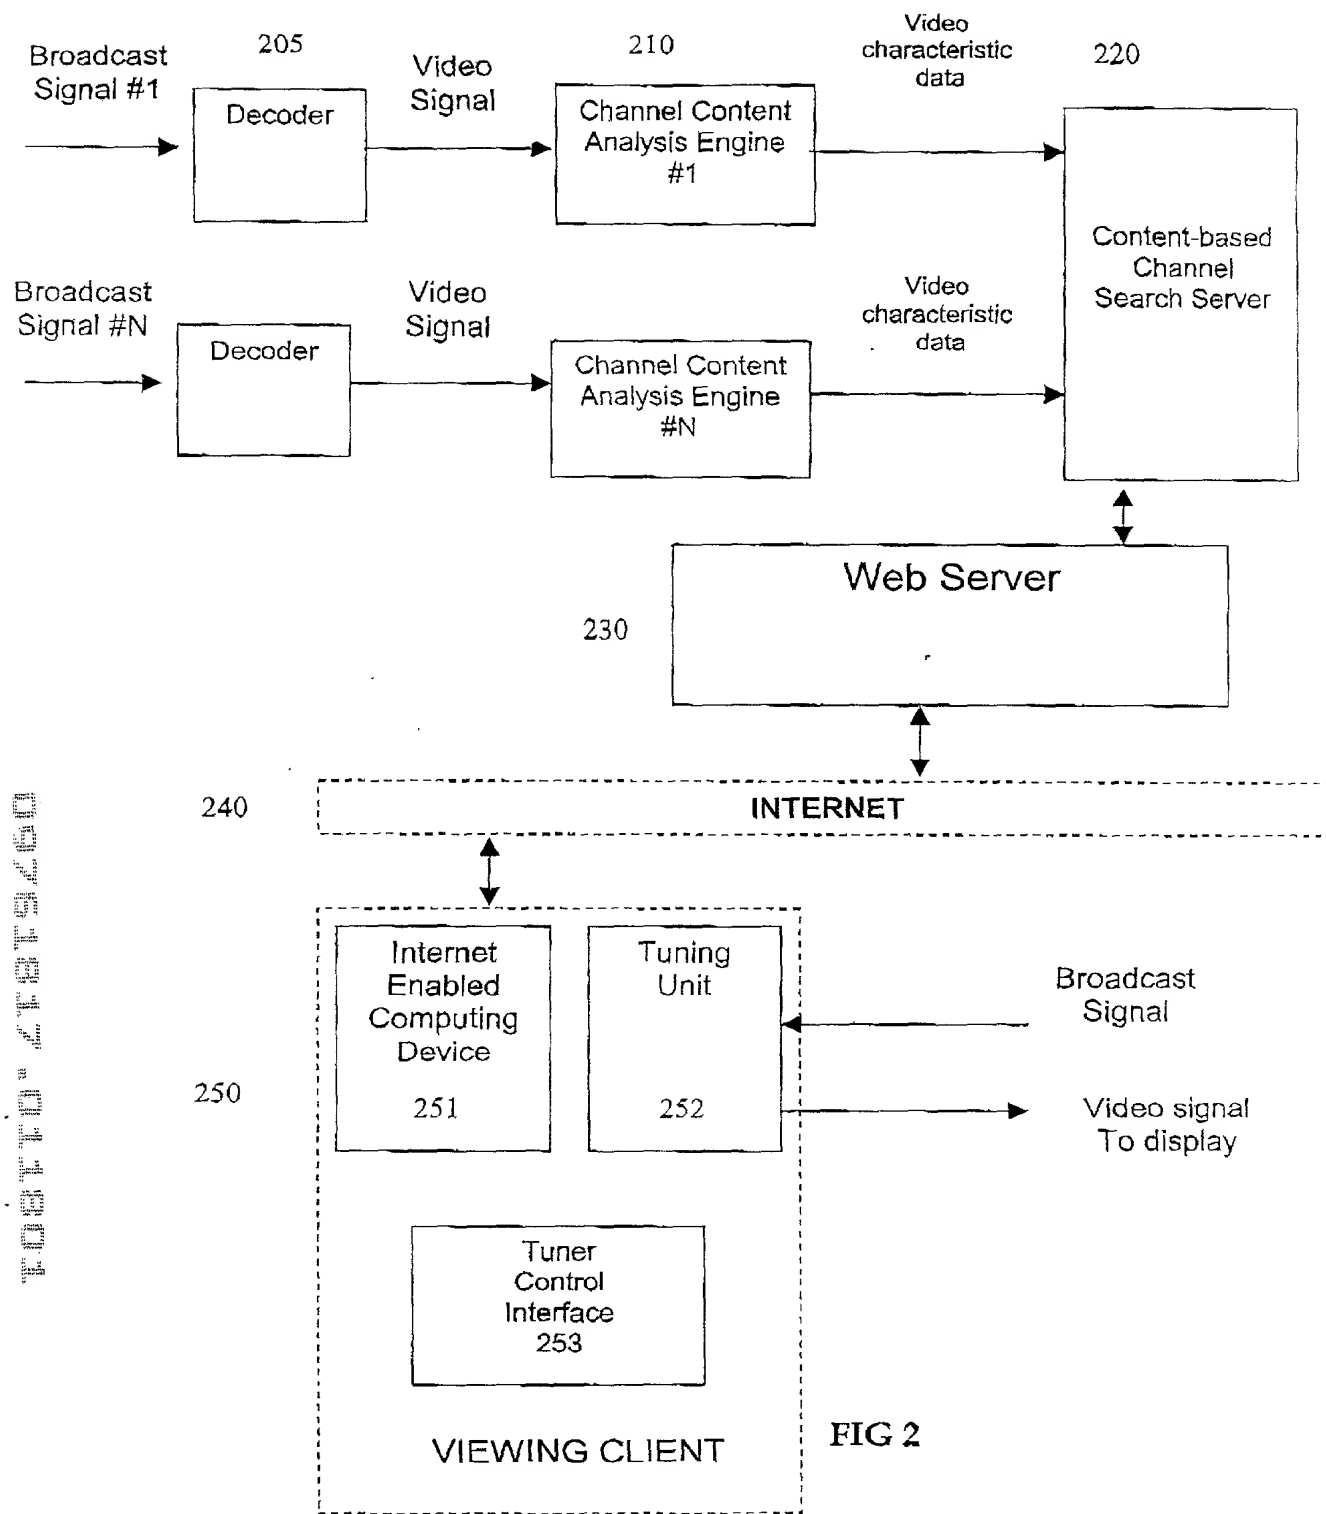 205
210
220
Broadcast
Signal #1
Decoder
Video
Signal
Channel Content
Analysis Engine
#1
Video
characteristic
data
Content-based
Channel
Search Server
Broadcast
Signal #N
Decoder
Video
Signal
Channel Content
Analysis Engine
#N
Video
characteristic
data
Web Server
230
240
INTERNET
250
Internet
Enabled
Computing
Device
251
Tuning
Unit
252
Broadcast
Signal
Video signal
To display
Tuner
Control
Interface
253
VIEWING CLIENT
FIG 2